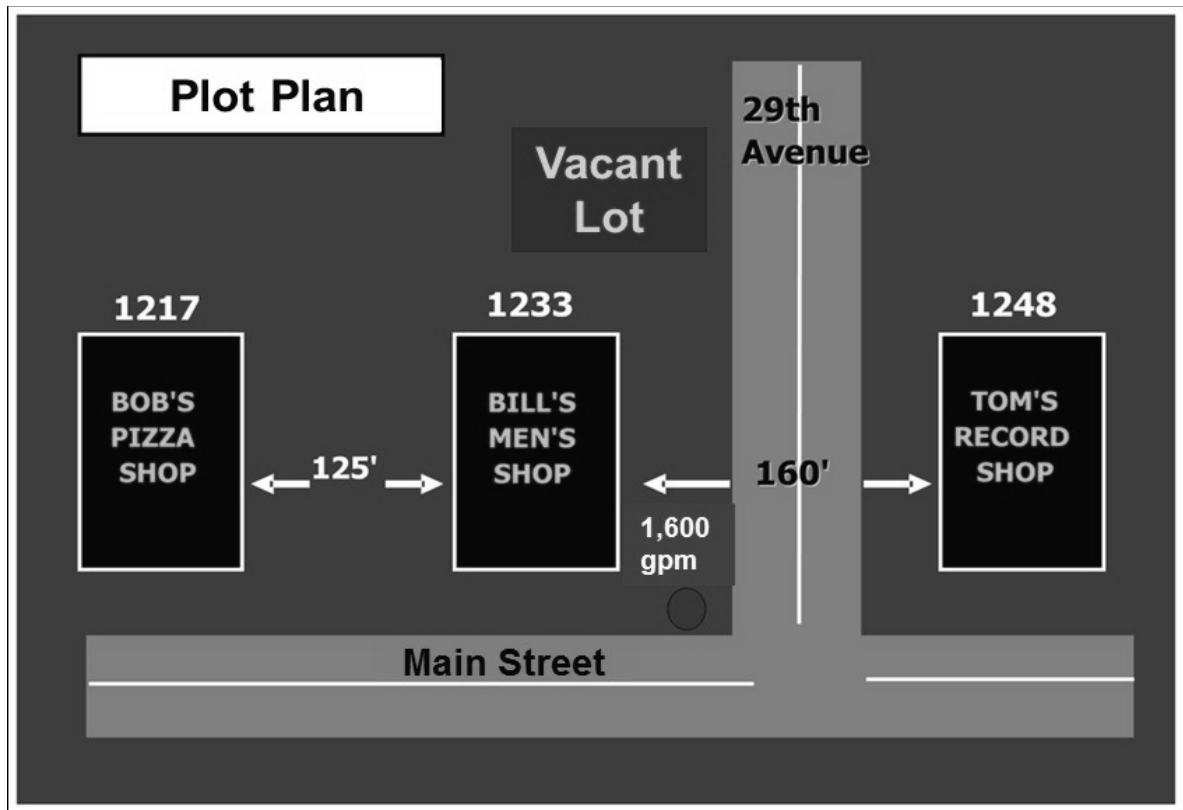 Plot Plan
29th
Avenue
Vacant
Lot
1217
1233
1248
BOB'S
PIZZA
SHOP
125'
BILL'S
MEN'S
SHOP
160'
TOM'S
RECORD
SHOP
1,600
gpm
Main Street